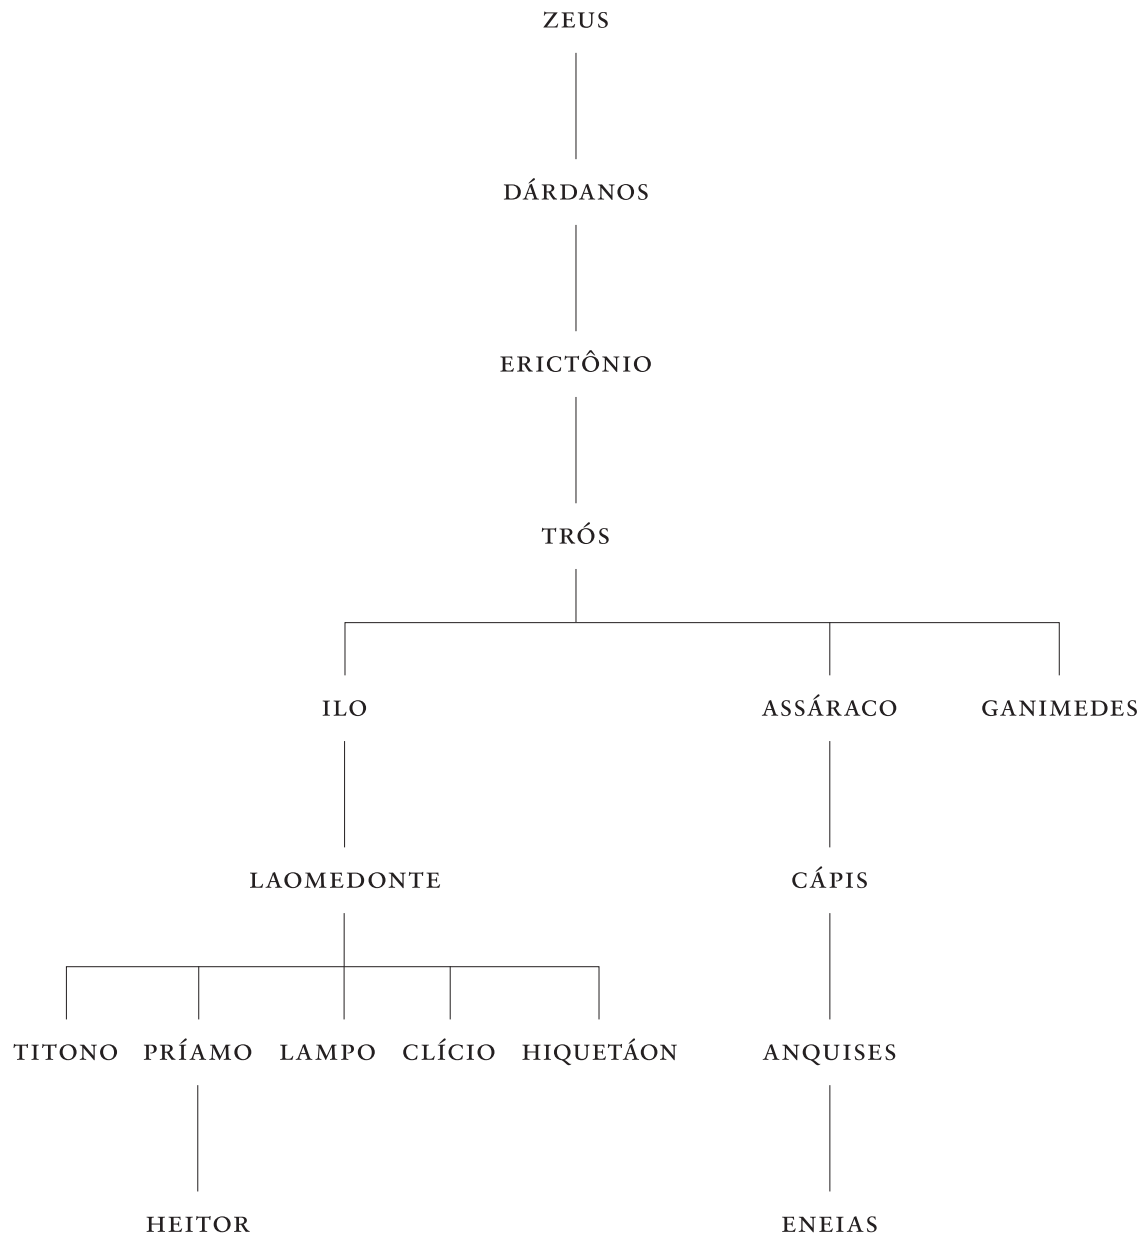 ZEUS
DÁRDANOS
ERICTÔNIO
TRÓS
ILO ASSÁRACO GANIMEDES
LAOMEDONTE CÁPIS
TITONO PRÍAMO LAMPO CLÍCIO HIQUETÁON ANQUISES
HEITOR ENEIAS